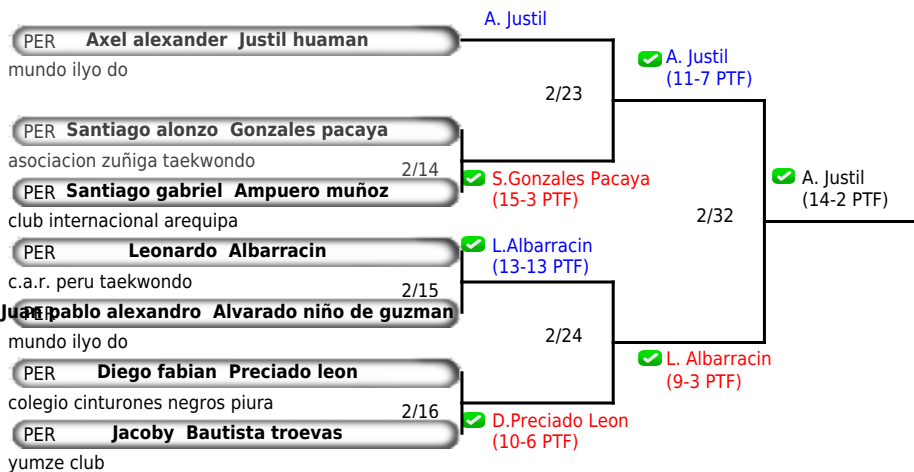 A. Justil
PER Axel alexander Justil huaman
mundo ilyo do
A. Justil
(11-7 PTF)
2/23
PER Santiago alonzo Gonzales pacaya
asociacion zuñiga taekwondo
2/14
S.Gonzales Pacaya
(15-3 PTF)
PER Santiago gabriel Ampuero muñoz
club internacional arequipa
A. Justil
(14-2 PTF)
2/32
PER Leonardo Albarracin
c.a.r. peru taekwondo
L.Albarracin
(13-13 PTF)
2/15
PER Juan pablo alexandro Alvarado niño de guzman
mundo ilyo do
2/24
L. Albarracin
(9-3 PTF)
PER Diego fabian Preciado leon
colegio cinturones negros piura
2/16
D.Preciado Leon
(10-6 PTF)
PER Jacoby Bautista troevas
yumze club